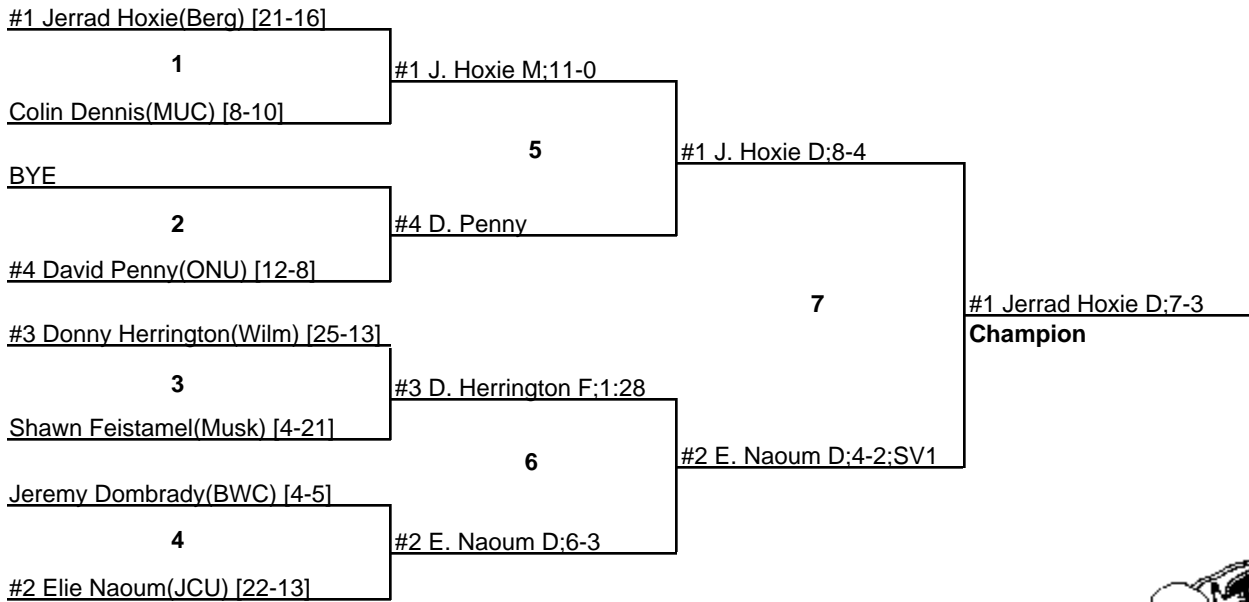 #1 Jerrad Hoxie(Berg) [21-16]
1
#1 J. Hoxie M;11-0
Colin Dennis(MUC) [8-10]
5
#1 J. Hoxie D;8-4
BYE
2
#4 D. Penny
#4 David Penny(ONU) [12-8]
7
#1 Jerrad Hoxie D;7-3
Champion
#3 Donny Herrington(Wilm) [25-13]
3
#3 D. Herrington F;1:28
Shawn Feistamel(Musk) [4-21]
6
#2 E. Naoum D;4-2;SV1
Jeremy Dombrady(BWC) [4-5]
4
#2 E. Naoum D;6-3
#2 Elie Naoum(JCU) [22-13]